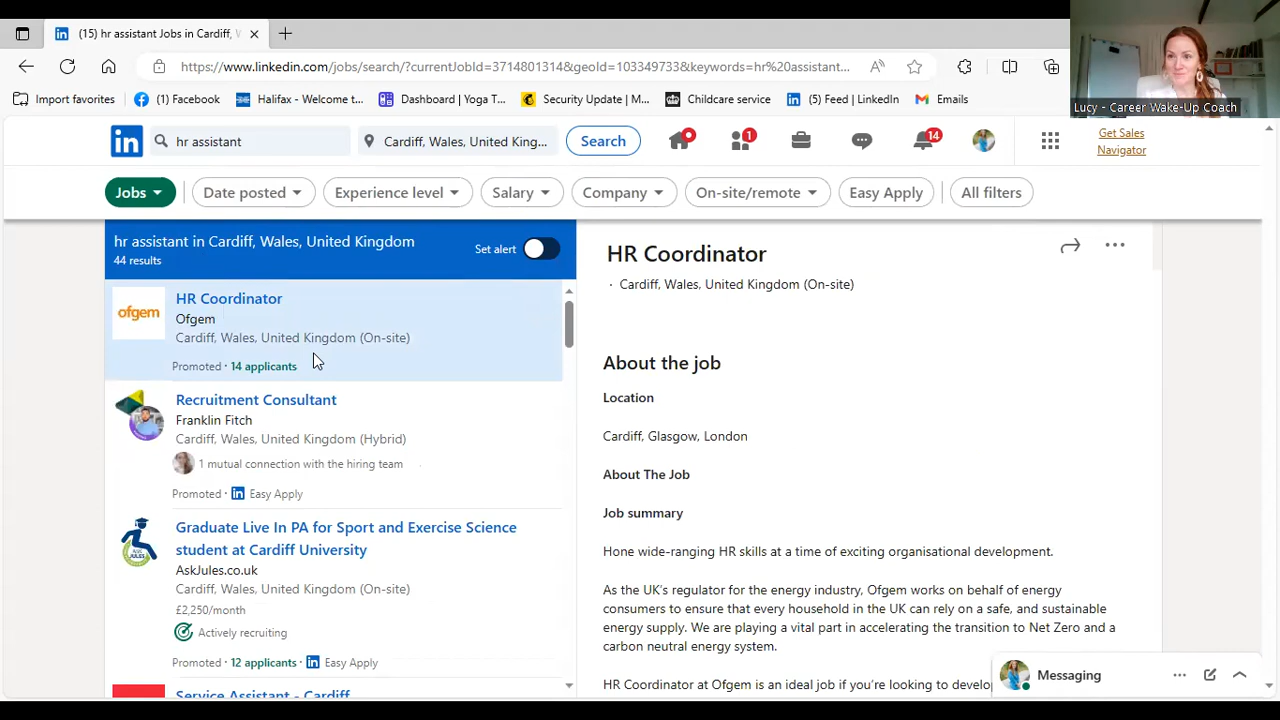 (15) hr assistant Jobs in Cardiff, W
https://www.linkedin.com/jobs/search/?currentJobId=3714801314&geoId=103349733&keywords=hr%20assistant...
Import favorites
(1) Facebook
Halifax - Welcome t...
Dashboard | Yoga T...
Security Update | M...
Childcare service
(5) Feed | LinkedIn
Emails
Lucy - Career Wake-Up Coach
in
hr assistant
Cardiff, Wales, United King...
Search
1
14
Get Sales
Navigator
Jobs
Date posted
Experience level
Salary
Company
On-site/remote
Easy Apply
All filters
hr assistant in Cardiff, Wales, United Kingdom
44 results
Set alert
ofgem
HR Coordinator
Ofgem
Cardiff, Wales, United Kingdom (On-site)
Promoted · 14 applicants
Recruitment Consultant
Franklin Fitch
Cardiff, Wales, United Kingdom (Hybrid)
1 mutual connection with the hiring team
Promoted · in Easy Apply
Graduate Live In PA for Sport and Exercise Science
student at Cardiff University
AskJules.co.uk
Cardiff, Wales, United Kingdom (On-site)
£2,250/month
Actively recruiting
Promoted · 12 applicants · in Easy Apply
Service Assistant - Cardiff
HR Coordinator
· Cardiff, Wales, United Kingdom (On-site)
About the job
Location
Cardiff, Glasgow, London
About The Job
Job summary
Hone wide-ranging HR skills at a time of exciting organisational development.
As the UK's regulator for the energy industry, Ofgem works on behalf of energy
consumers to ensure that every household in the UK can rely on a safe, and sustainable
energy supply. We are playing a vital part in accelerating the transition to Net Zero and a
carbon neutral energy system.
HR Coordinator at Ofgem is an ideal job if you're looking to develo
Messaging